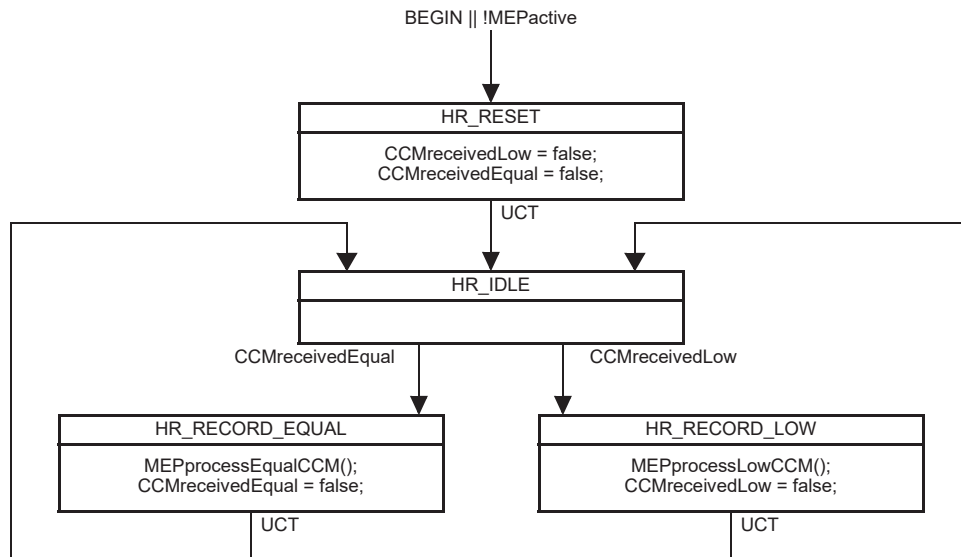 BEGIN || !MEPactive
HR_RESET
CCMreceivedLow = false;
CCMreceivedEqual = false;
UCT
HR_IDLE
CCMreceivedEqual
CCMreceivedLow
HR_RECORD_EQUAL
MEPprocessEqualCCM();
CCMreceivedEqual = false;
UCT
HR_RECORD_LOW
MEPprocessLowCCM();
CCMreceivedLow = false;
UCT